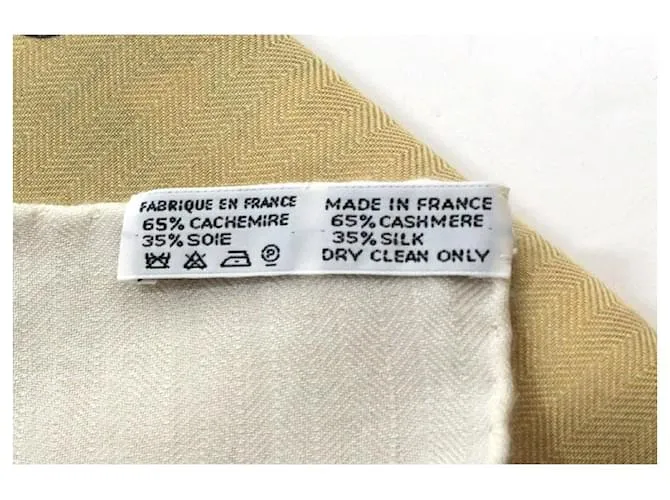 FABRIQUE EN FRANCE
65% CACHEMIRE
35% SOIE
P
MADE IN FRANCE
65% CASHMERE
35% SILK
DRY CLEAN ONLY